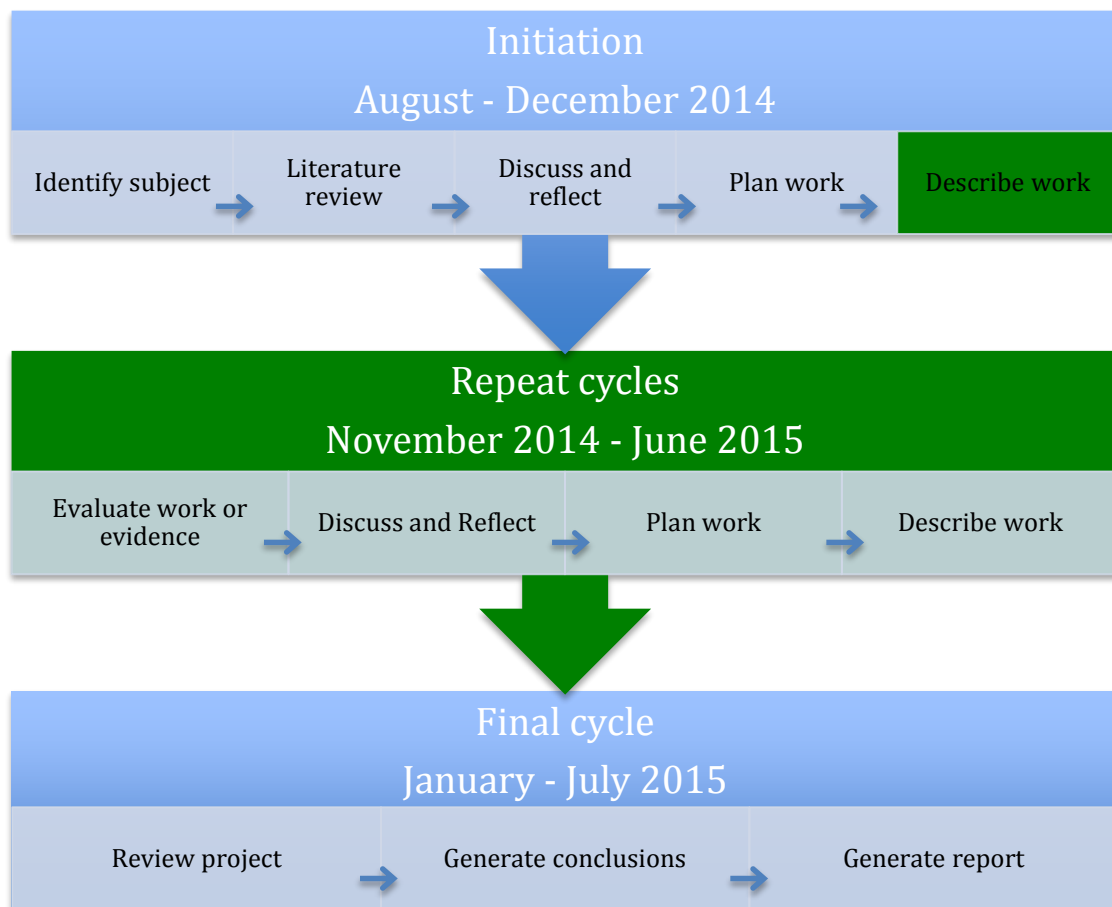 Initiation
August - December 2014
Identify subject
Literature
review
Discuss and
reflect
Plan work
Describe work
Repeat cycles
November 2014 - June 2015
Evaluate work or
evidence
Discuss and Reflect
Plan work
Describe work
Final cycle
January - July 2015
Review project
Generate conclusions
Generate report